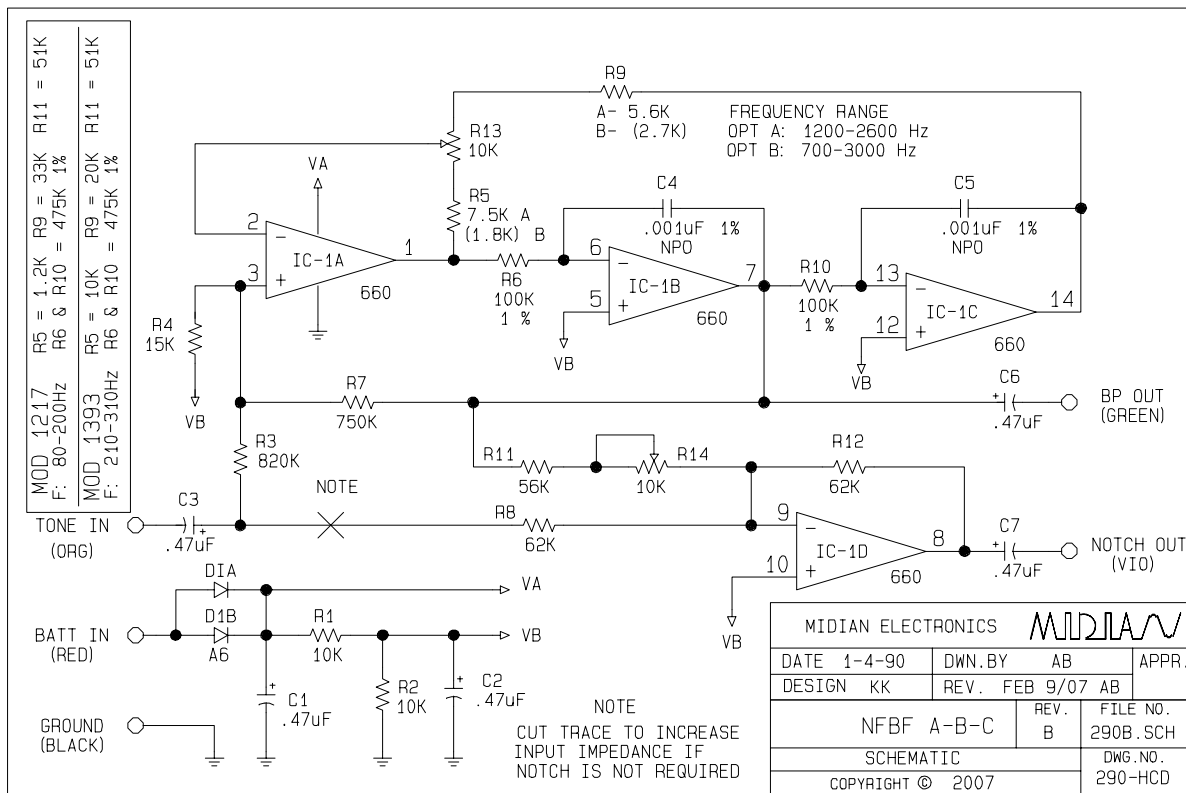 MOD 1217 R5 = 1.2K R9 = 33K R11 = 51K
F: 80-200Hz R6 & R10 = 475K 1%
MOD 1393 R5 = 10K R9 = 20K R11 = 51K
F: 210-310Hz R6 & R10 = 475K 1%
R9
A- 5.6K
B- (2.7K)
FREQUENCY RANGE
OPT A: 1200-2600 Hz
OPT B: 700-3000 Hz
R13
10K
VA
R5
7.5K A
(1.8K) B
C4
.001uF 1%
NPO
C5
.001uF 1%
NPO
2
3
1
IC-1A
660
R6
100K
1 %
6
5
7
IC-1B
660
VB
R10
100K
1 %
13
12
14
IC-1C
660
VB
R4
15K
VB
R7
750K
C6
+
.47uF
BP OUT
(GREEN)
R3
820K
R11
56K
R14
10K
R12
62K
NOTE
TONE IN
(ORG)
C3
+
.47uF
R8
62K
9
10
8
IC-1D
660
VB
C7
+
.47uF
NOTCH OUT
(VIO)
BATT IN
(RED)
D1A
D1B
A6
VA
R1
10K
VB
C1
+
.47uF
R2
10K
C2
+
.47uF
GROUND
(BLACK)
NOTE
CUT TRACE TO INCREASE
INPUT IMPEDANCE IF
NOTCH IS NOT REQUIRED
MIDIAN ELECTRONICS MIDIAN
DATE 1-4-90 DWN.BY AB APPR.
DESIGN KK REV. FEB 9/07 AB
NFBF A-B-C REV. B FILE NO. 290B.SCH
SCHEMATIC DWG.NO.
COPYRIGHT © 2007 290-HCD